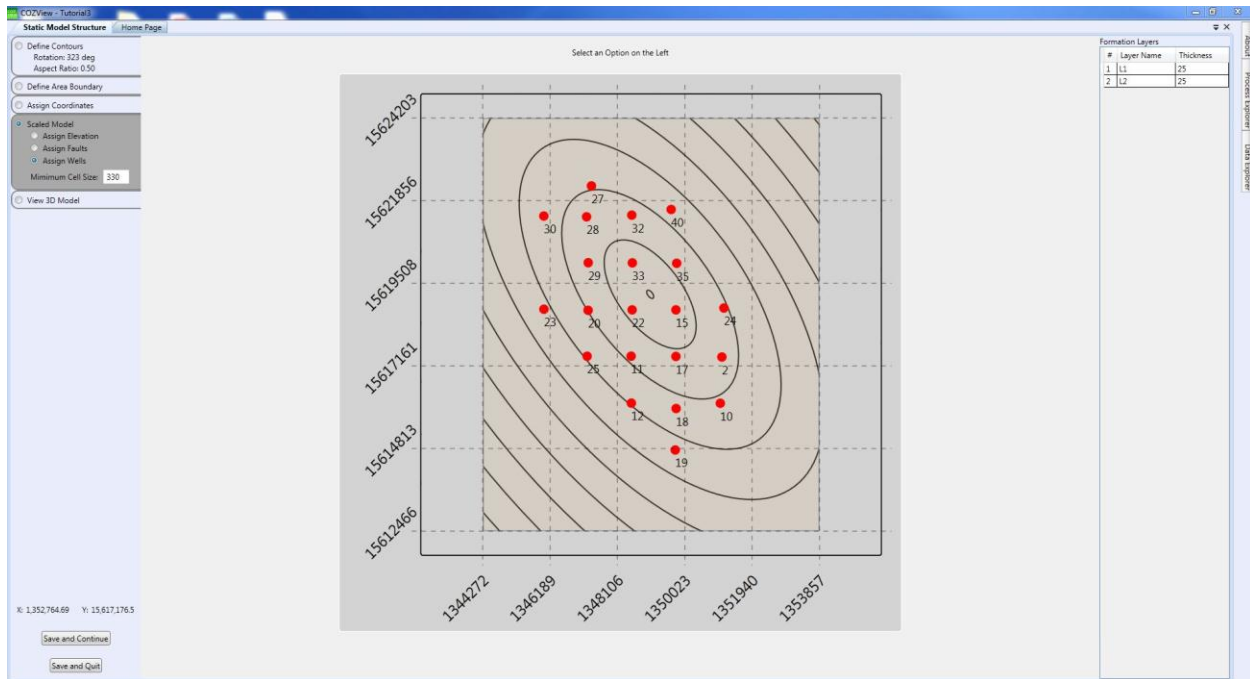 COZView - Tutorial3
Static Model Structure Home Page
Define Contours
Rotation: 323 deg
Aspect Ratio: 0.50
Define Area Boundary
Assign Coordinates
Scaled Model
Assign Elevation
Assign Faults
Assign Wells
Mimimum Cell Size: 330
View 3D Model
X: 1,352,764.69 Y: 15,617,176.5
Save and Continue
Save and Quit
Select an Option on the Left
15624203
15621856
15619508
15617161
15614813
15612466
27
30 28 32 40
29 33 35
0
23 20 22 15 24
25 11 17 2
12 18 10
19
1344272 1346189 1348106 1350023 1351940 1353857
Formation Layers
# Layer Name Thickness
1 L1 25
2 L2 25
About
Process Explorer
Data Explorer